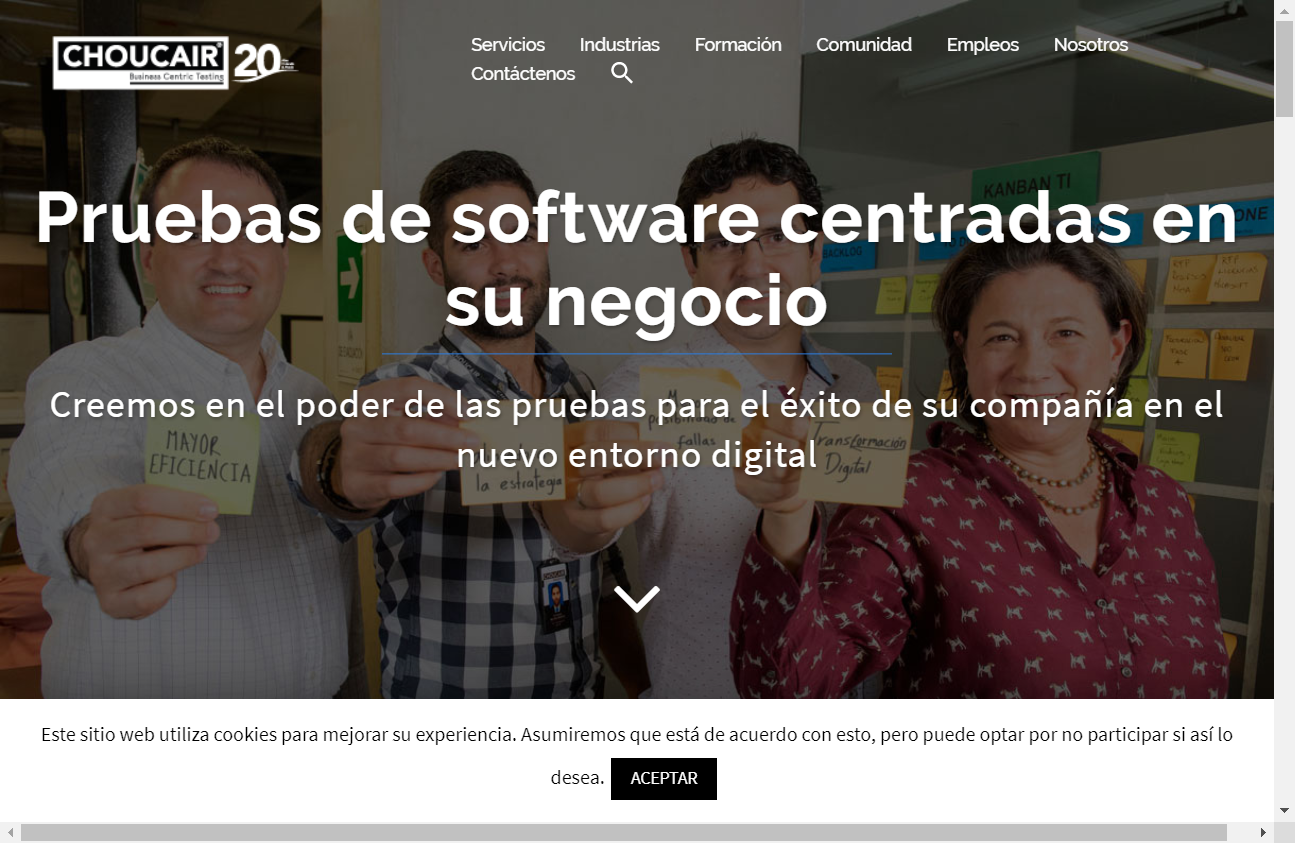 CHOUCAIR®
Business Centric Testing
20
Servicios
Industrias
Formación
Comunidad
Empleos
Nosotros
Contáctenos
KANBAN TI
BACKLOG
Pruebas de software centradas en
su negocio
Creemos en el poder de las pruebas para el éxito de su compañía en el
nuevo entorno digital
MAYOR
EFICIENCIA
la estrategia
fallas
Transformación
Digital
CHOUCAIR
Este sitio web utiliza cookies para mejorar su experiencia. Asumiremos que está de acuerdo con esto, pero puede optar por no participar si así lo
desea.
ACEPTAR